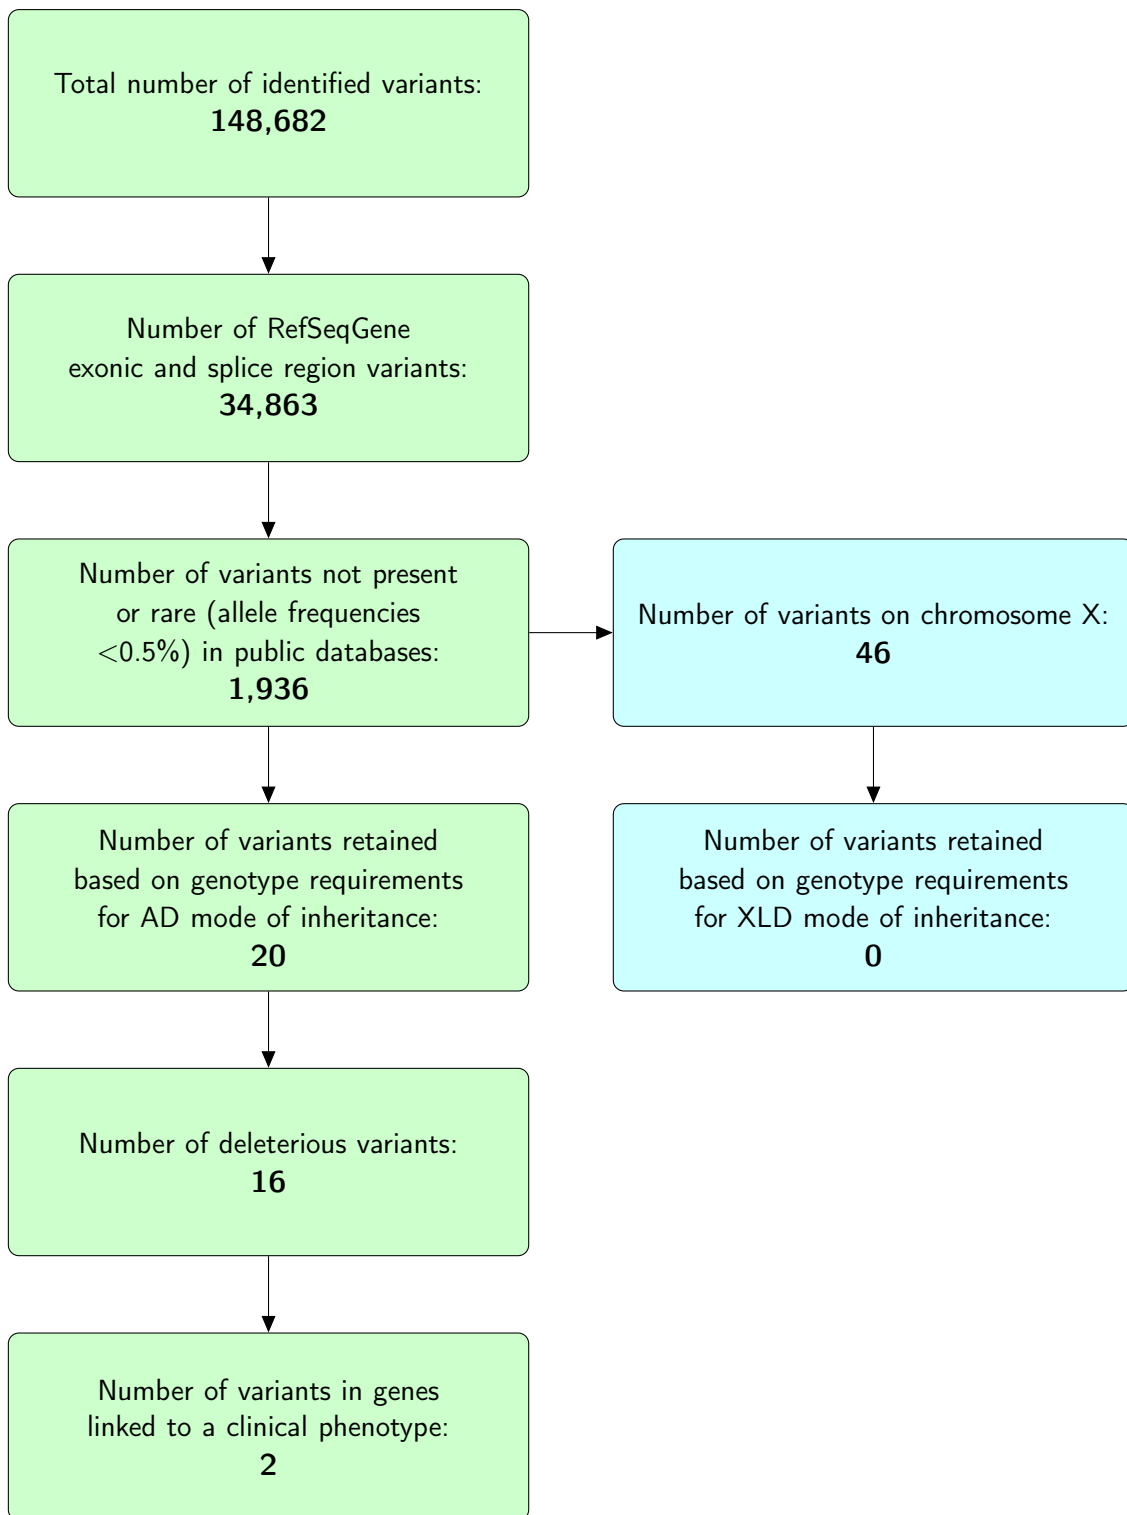 Total number of identified variants:
148,682
Number of RefSeqGene
exonic and splice region variants:
34,863
Number of variants not present
or rare (allele frequencies
<0.5%) in public databases:
1,936
Number of variants on chromosome X:
46
Number of variants retained
based on genotype requirements
for AD mode of inheritance:
20
Number of variants retained
based on genotype requirements
for XLD mode of inheritance:
0
Number of deleterious variants:
16
Number of variants in genes
linked to a clinical phenotype:
2